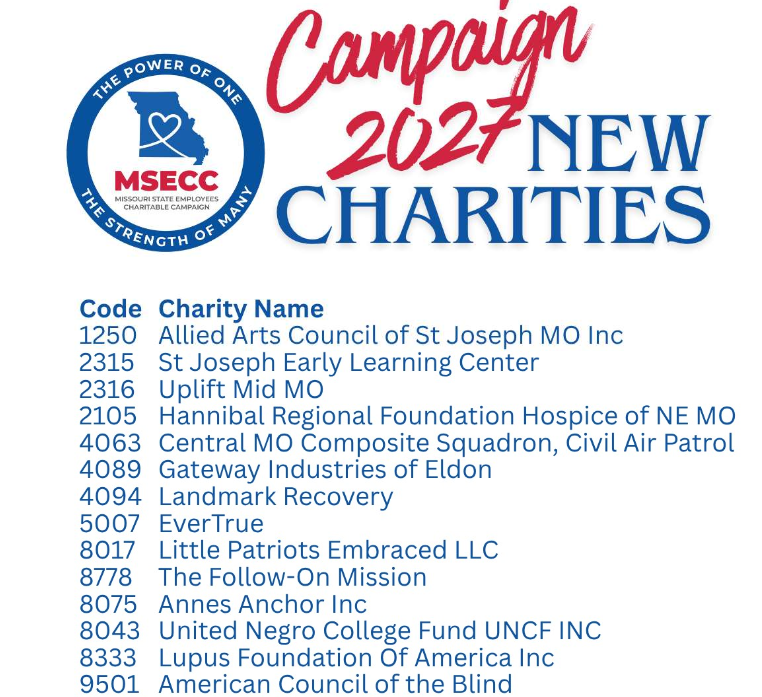 Campaign
2027 NEW
CHARITIES
THE POWER OF ONE
MSECC
MISSOURI STATE EMPLOYEES
CHARITABLE CAMPAIGN
THE STRENGTH OF MANY
Code Charity Name
1250 Allied Arts Council of St Joseph MO Inc
2315 St Joseph Early Learning Center
2316 Uplift Mid MO
2105 Hannibal Regional Foundation Hospice of NE MO
4063 Central MO Composite Squadron, Civil Air Patrol
4089 Gateway Industries of Eldon
4094 Landmark Recovery
5007 EverTrue
8017 Little Patriots Embraced LLC
8778 The Follow-On Mission
8075 Annes Anchor Inc
8043 United Negro College Fund UNCF INC
8333 Lupus Foundation Of America Inc
9501 American Council of the Blind